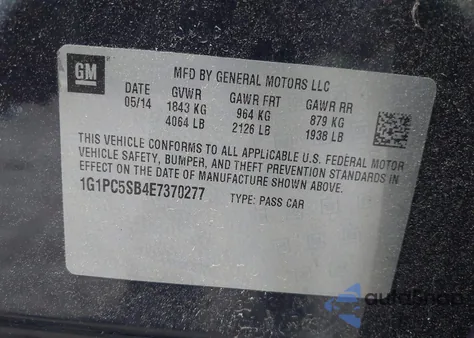 GM
MFD BY GENERAL MOTORS LLC
DATE GVWR GAWR FRT GAWR RR
05/14 1843 KG 964 KG 879 KG
4064 LB 2126 LB 1938 LB
THIS VEHICLE CONFORMS TO ALL APPLICABLE U.S. FEDERAL MOTOR
VEHICLE SAFETY, BUMPER, AND THEFT PREVENTION STANDARDS
IN EFFECT ON THE DATE OF MANUFACTURE SHOWN ABOVE.
1G1PC5SB4E7370277 TYPE: PASS CAR
autoSnap